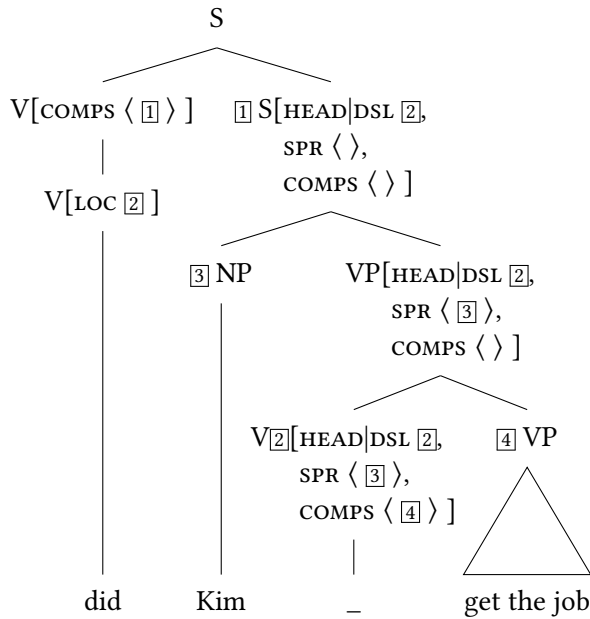 S
V[COMPS ⟨ 1 ⟩ ] 1 S[HEAD|DSL 2,
SPR ⟨ ⟩,
COMPS ⟨ ⟩ ]
V[LOC 2 ]
3 NP VP[HEAD|DSL 2,
SPR ⟨ 3 ⟩,
COMPS ⟨ ⟩ ]
V2[HEAD|DSL 2, 4 VP
SPR ⟨ 3 ⟩,
COMPS ⟨ 4 ⟩ ]
did Kim _ get the job